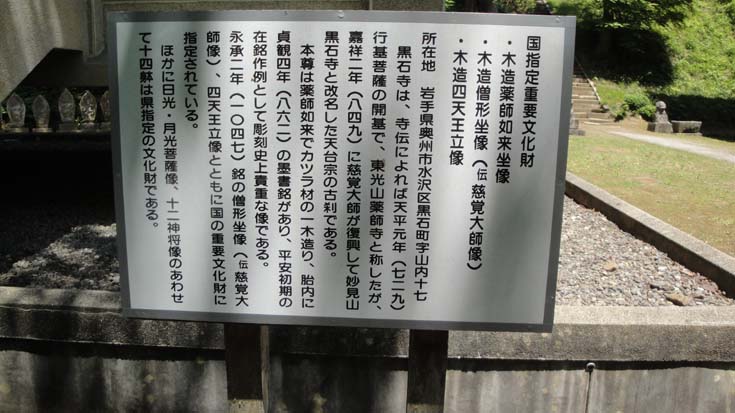 国指定重要文化財
・木造薬師如来坐像
・木造僧形坐像（伝 慈覚大師像）
・木造四天王立像
所在地　岩手県奥州市水沢区黒石町字山内十七
黒石寺は、寺伝によれば天平元年（七二九）
行基菩薩の開基で、東光山薬師寺と称したが、
嘉祥二年（八四九）に慈覚大師が復興して妙見山
黒石寺と改名した天台宗の古刹である。
本尊は薬師如来でカツラ材の一木造り、胎内に
貞観四年（八六二）の墨書銘があり、平安初期の
在銘作例として彫刻史上貴重な像である。
永承二年（一〇四七）銘の僧形坐像（伝 慈覚大
師像）、四天王立像とともに国の重要文化財に
指定されている。
ほかに日光・月光菩薩像、十二神将像のあわせ
て十四躰は県指定の文化財である。